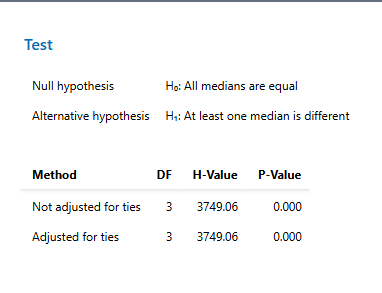 Test
Null hypothesis H₀: All medians are equal
Alternative hypothesis H₁: At least one median is different
Method DF H-Value P-Value
Not adjusted for ties 3 3749.06 0.000
Adjusted for ties 3 3749.06 0.000